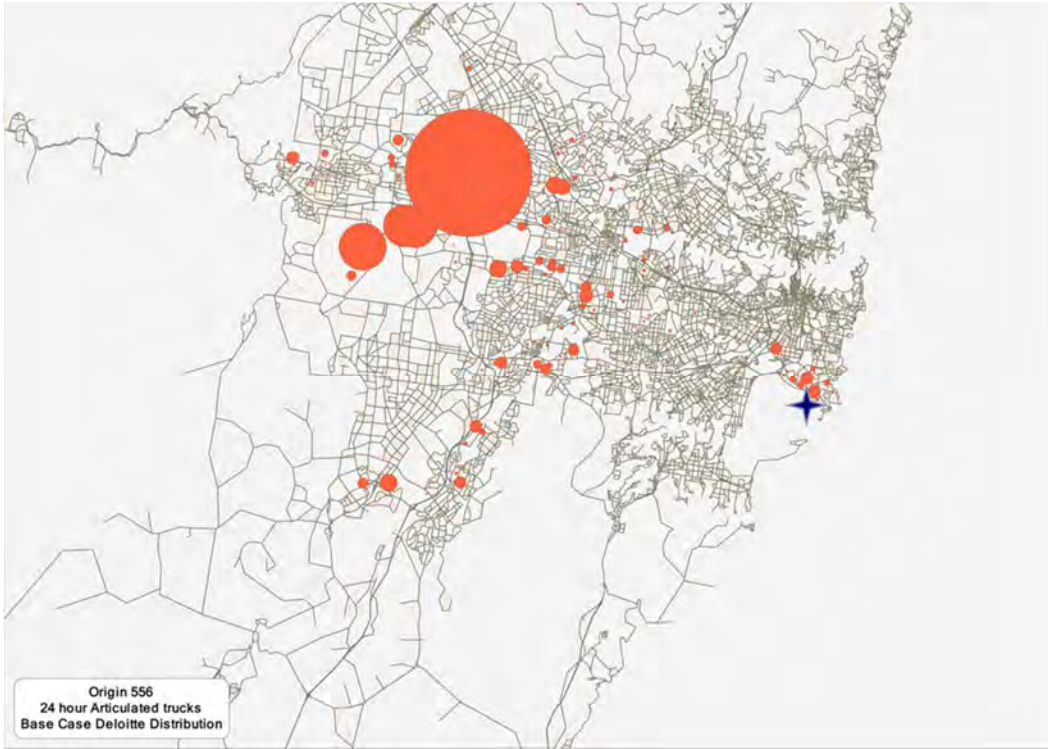 Origin 556
24 hour Articulated trucks
Base Case Deloitte Distribution